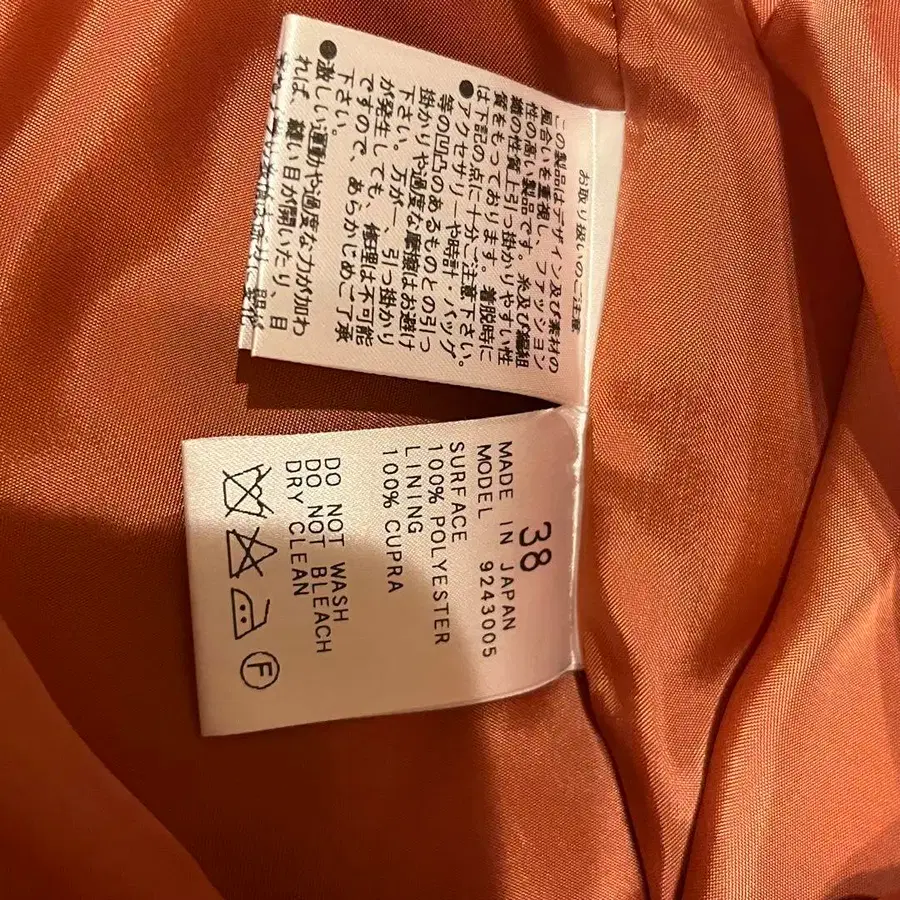 お取り扱いのご注意
この製品はデザイン及び素材の
風合いを重視し、ファッション
性の高い製品です。糸及び編組
織の性質上引っ掛かりやすい性
質をもっております。着脱時に
は下記の点に十分ご注意下さい。
●アクセサリーや時計、バッグ
等の凹凸のあるものとの引っ
掛かりや過度な摩擦はお避け
下さい。万が一、引っ掛かり
が発生しても、修理は不可能
ですので、あらかじめご了承
下さい。
●激しい運動や過度な力が加わ
れば、縫い目が開いたり、目
38
MADE IN JAPAN
MODEL 9243005
SURFACE
100% POLYESTER
LINING
100% CUPRA
DO NOT WASH
DO NOT BLEACH
DRY CLEAN
F